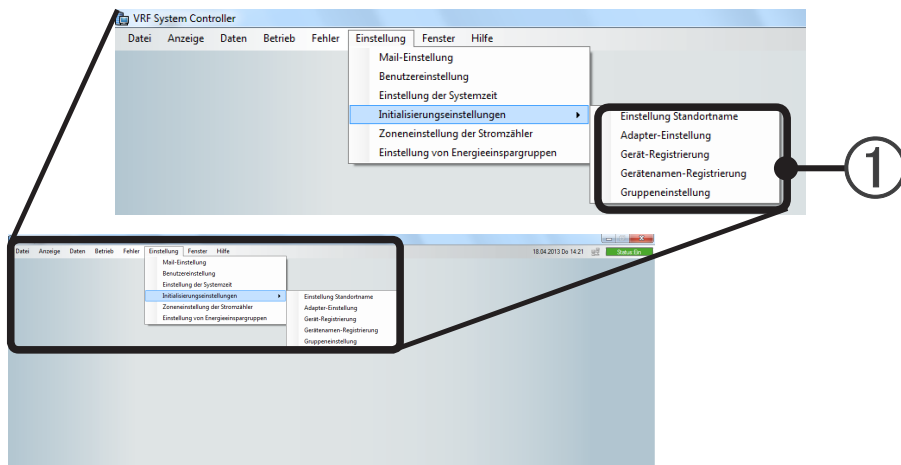 VRF System Controller
Datei Anzeige Daten Betrieb Fehler Einstellung Fenster Hilfe
Mail-Einstellung
Benutzereinstellung
Einstellung der Systemzeit
Initialisierungseinstellungen
Zoneneinstellung der Stromzähler
Einstellung von Energieeinspargruppen
Einstellung Standortname
Adapter-Einstellung
Gerät-Registrierung
Gerätenamen-Registrierung
Gruppeneinstellung
1
Datei Anzeige Daten Betrieb Fehler Einstellung Fenster Hilfe 18.04.2013 Do 14:21 Status Ein
Mail-Einstellung
Benutzereinstellung
Einstellung der Systemzeit
Initialisierungseinstellungen
Zoneneinstellung der Stromzähler
Einstellung von Energieeinspargruppen
Einstellung Standortname
Adapter-Einstellung
Gerät-Registrierung
Gerätenamen-Registrierung
Gruppeneinstellung